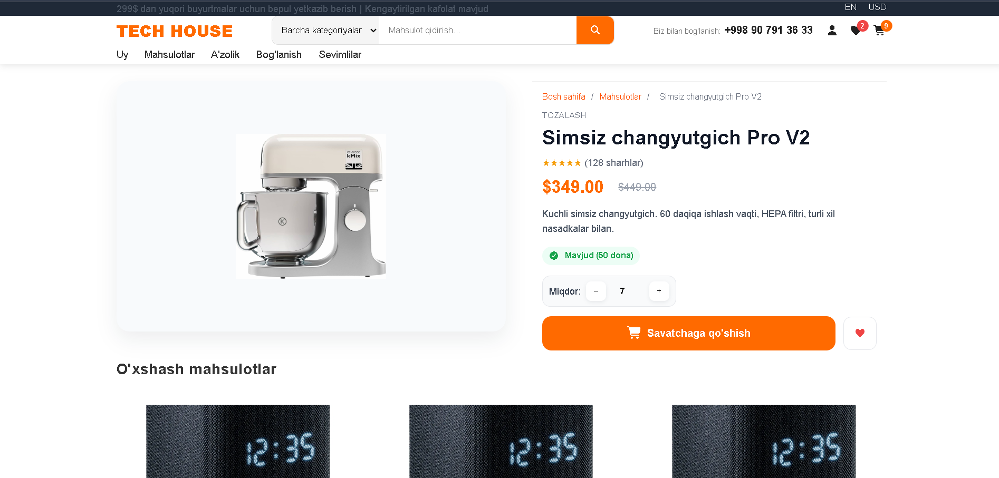 299$ dan yuqori buyurtmalar uchun bepul yetkazib berish | Kengaytirilgan kafolat mavjud
EN USD
TECH HOUSE
Barcha kategoriyalar
Mahsulot qidirish...
Biz bilan bog'lanish: +998 90 791 36 33
2
9
Uy Mahsulotlar A'zolik Bog'lanish Sevimlilar
Bosh sahifa / Mahsulotlar / Simsiz changyutgich Pro V2
TOZALASH
Simsiz changyutgich Pro V2
★★★★★ (128 sharhlar)
$349.00 $449.00
Kuchli simsiz changyutgich. 60 daqiqa ishlash vaqti, HEPA filtri, turli xil
nasadkalar bilan.
Mavjud (50 dona)
Miqdor: − 7 +
Savatchaga qo'shish
KENWOOD
kMix
K
O'xshash mahsulotlar
12:35
12:35
12:35